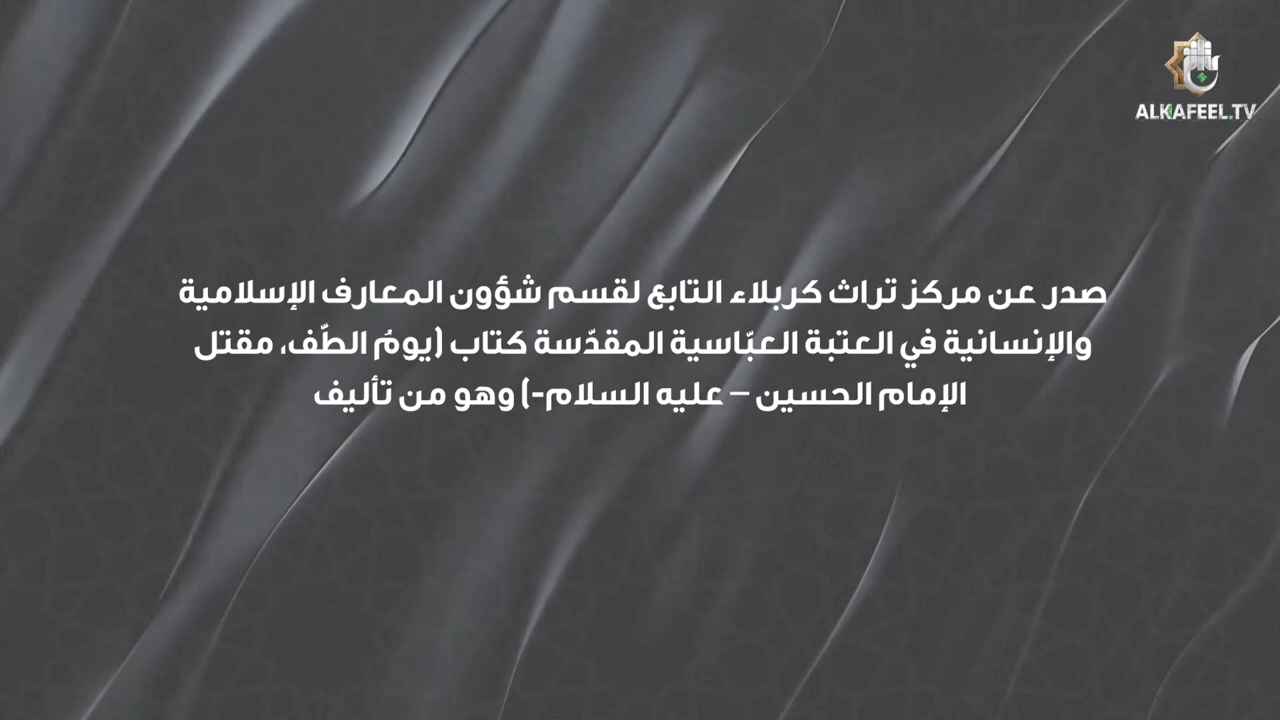 ALKAFEEL.TV
صدر عن مركز تراث كربلاء التابع لقسم شؤون المعارف الإسلامية
والإنسانية في العتبة العبّاسية المقدّسة كتاب (يومُ الطّف، مقتل
الإمام الحسين – عليه السلام-) وهو من تأليف